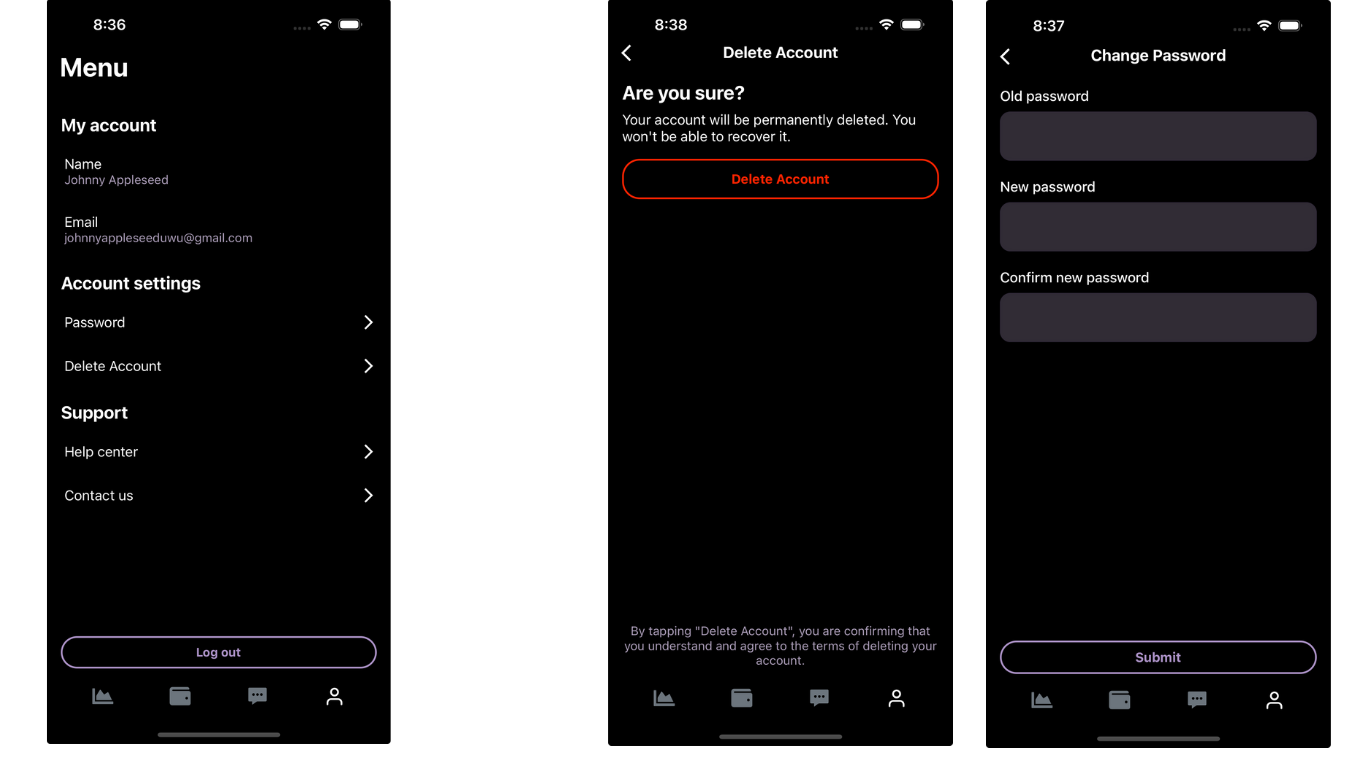 8:36
Menu
My account
Name
Johnny Appleseed
Email
johnnyappleseeduwu@gmail.com
Account settings
Password
Delete Account
Support
Help center
Contact us
Log out
8:38
Delete Account
Are you sure?
Your account will be permanently deleted. You
won't be able to recover it.
Delete Account
By tapping "Delete Account", you are confirming that
you understand and agree to the terms of deleting your
account.
8:37
Change Password
Old password
New password
Confirm new password
Submit